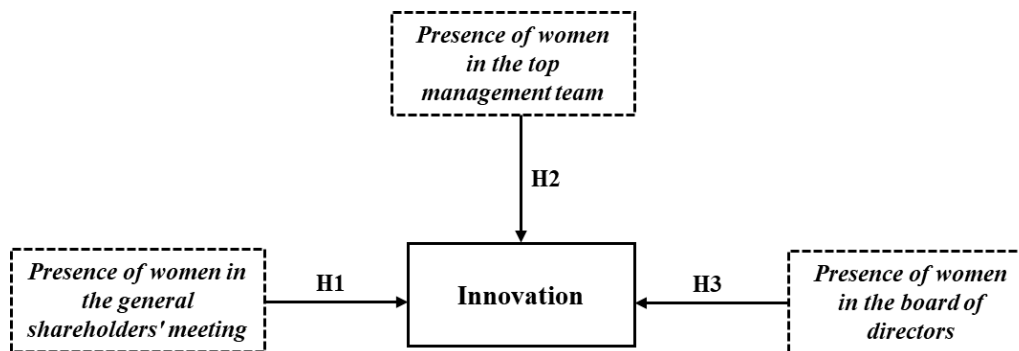 Presence of women
in the top
management team
H2
Presence of women in
the general
shareholders' meeting
H1
Innovation
H3
Presence of women
in the board of
directors